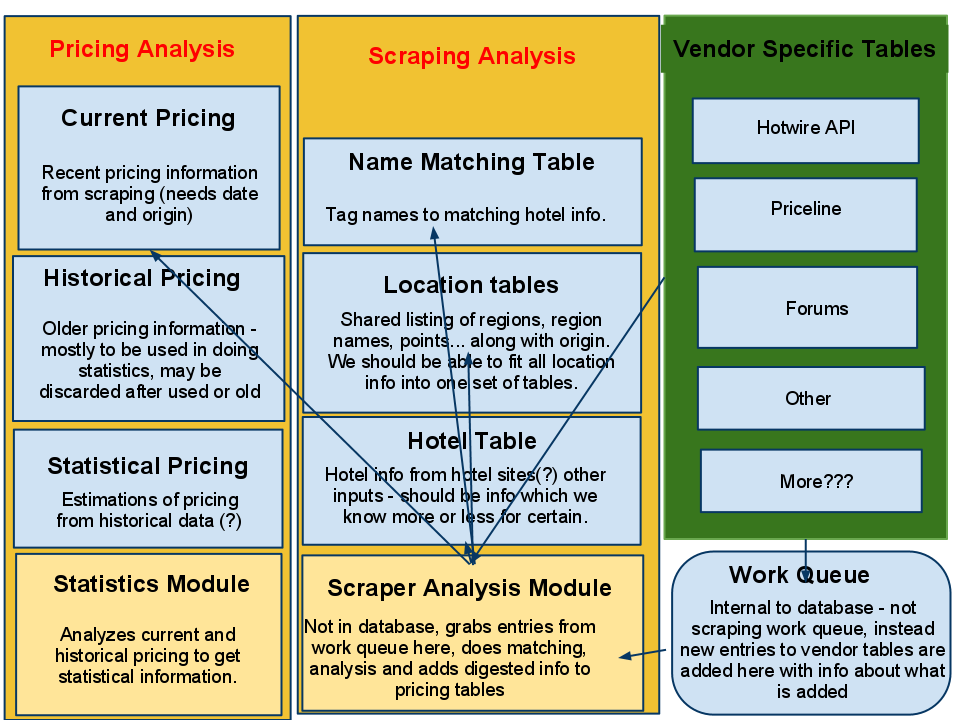 Pricing Analysis
Current Pricing
Recent pricing information
from scraping (needs date
and origin)
Historical Pricing
Older pricing information -
mostly to be used in doing
statistics, may be
discarded after used or old
Statistical Pricing
Estimations of pricing
from historical data (?)
Statistics Module
Analyzes current and
historical pricing to get
statistical information.
Scraping Analysis
Name Matching Table
Tag names to matching hotel info.
Location tables
Shared listing of regions, region
names, points... along with origin.
We should be able to fit all location
info into one set of tables.
Hotel Table
Hotel info from hotel sites(?) other
inputs - should be info which we
know more or less for certain.
Scraper Analysis Module
Not in database, grabs entries from
work queue here, does matching,
analysis and adds digested info to
pricing tables
Vendor Specific Tables
Hotwire API
Priceline
Forums
Other
More???
Work Queue
Internal to database - not
scraping work queue, instead
new entries to vendor tables are
added here with info about what
is added